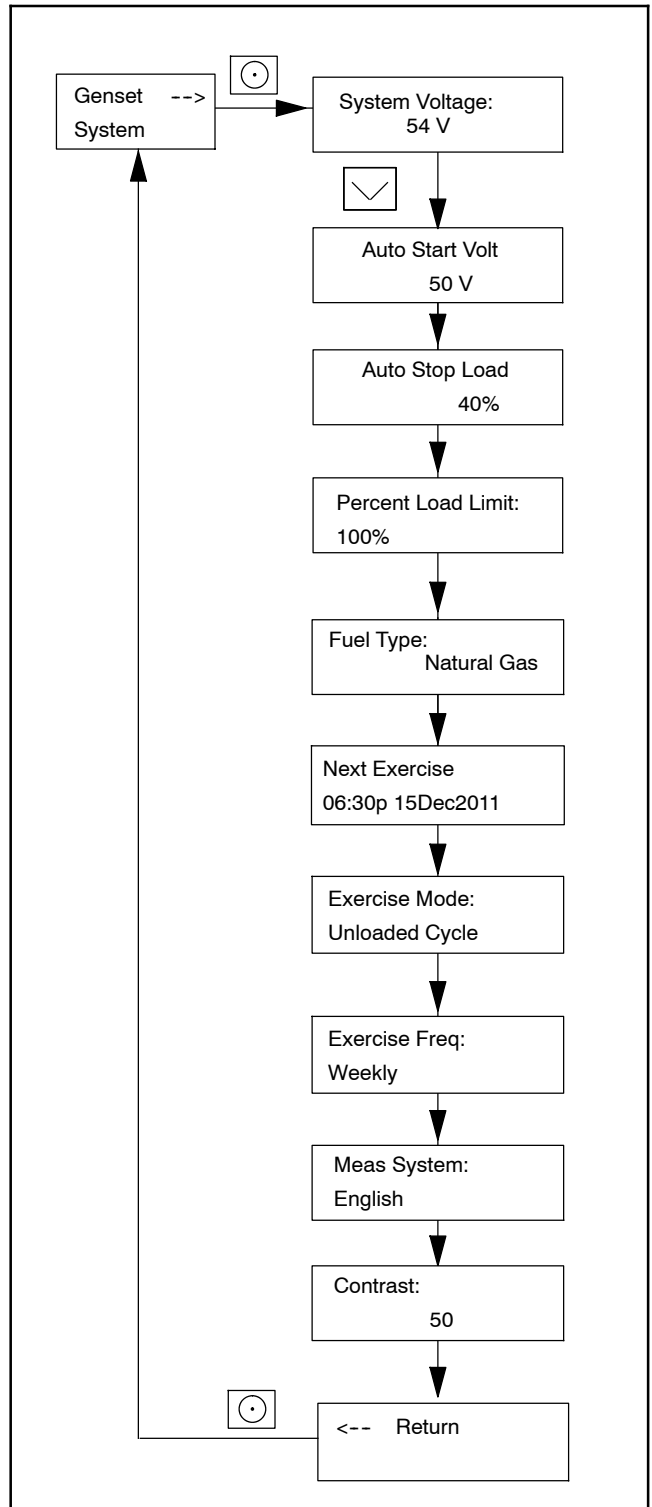 Genset -->
System
System Voltage:
54 V
Auto Start Volt
50 V
Auto Stop Load
40%
Percent Load Limit:
100%
Fuel Type:
Natural Gas
Next Exercise
06:30p 15Dec2011
Exercise Mode:
Unloaded Cycle
Exercise Freq:
Weekly
Meas System:
English
Contrast:
50
<-- Return